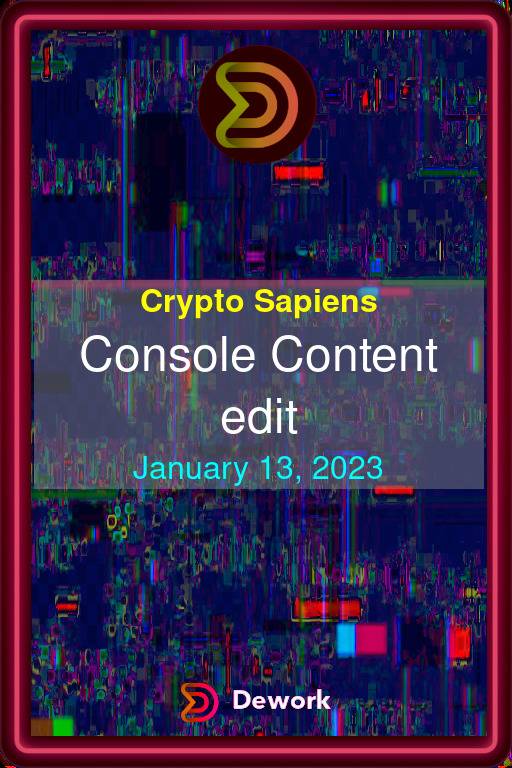 Crypto Sapiens
Console Content
edit
January 13, 2023
Dework